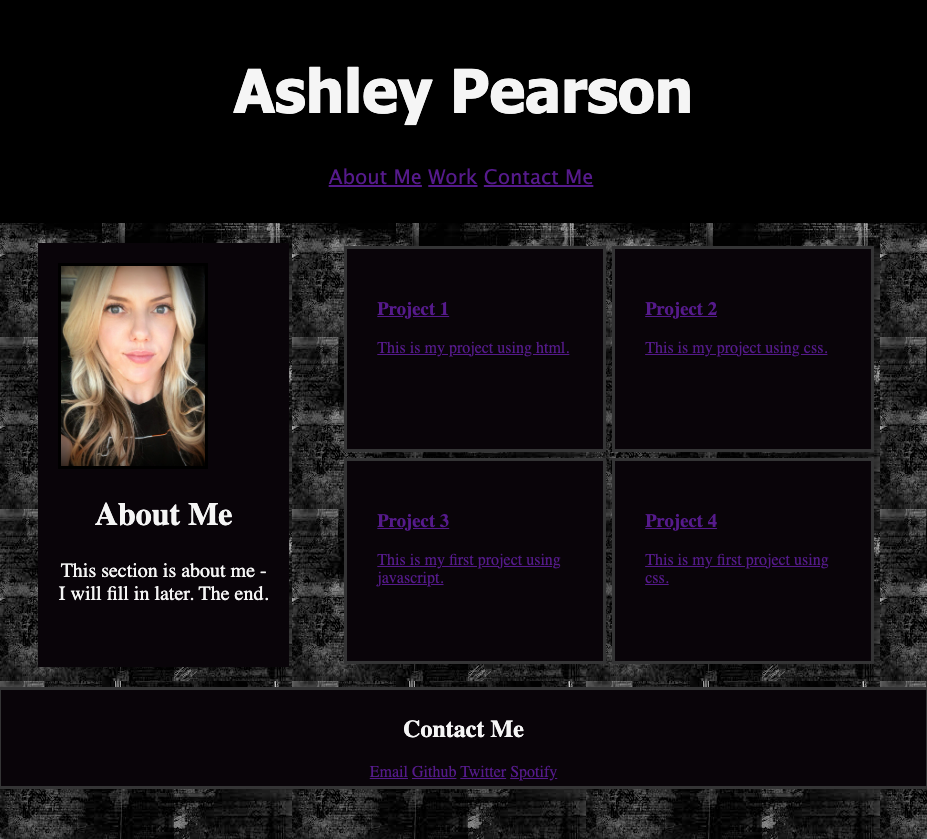 Ashley Pearson
About Me Work Contact Me
About Me
This section is about me -
I will fill in later. The end.
Project 1
This is my project using html.
Project 2
This is my project using css.
Project 3
This is my first project using
javascript.
Project 4
This is my first project using
css.
Contact Me
Email Github Twitter Spotify